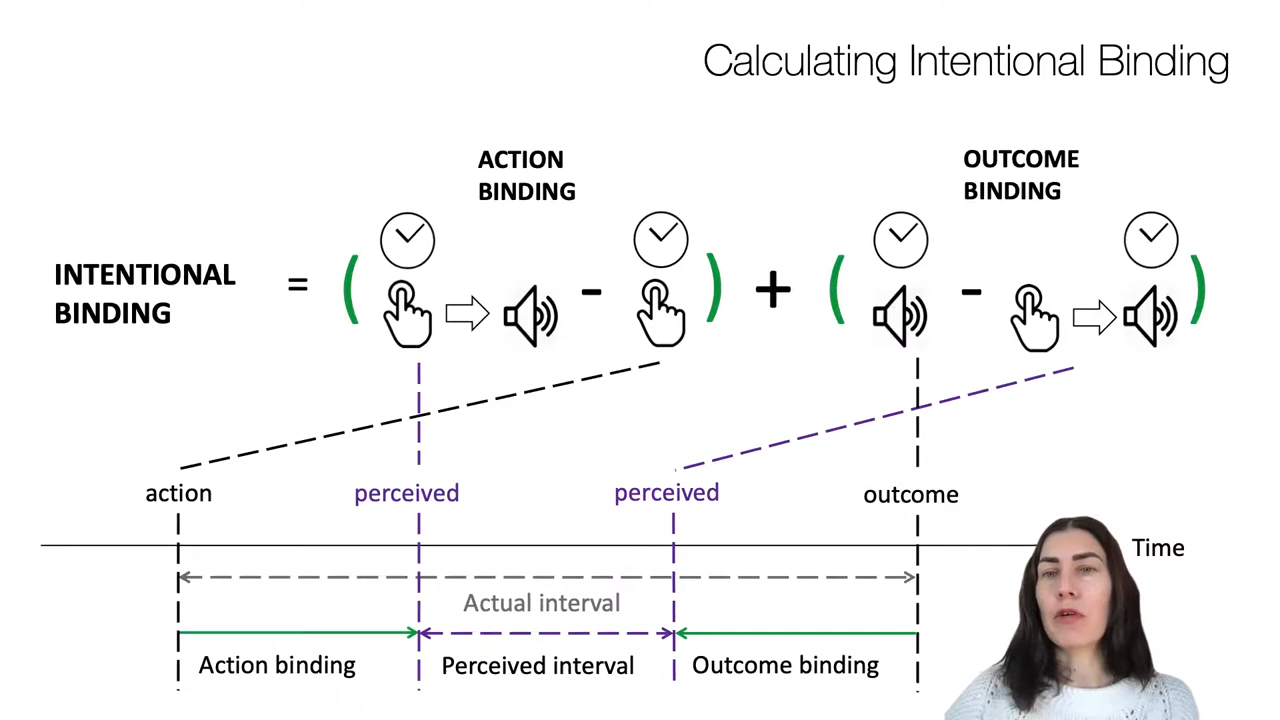 Calculating Intentional Binding
ACTION
BINDING
OUTCOME
BINDING
INTENTIONAL
BINDING
=
(
-
)
+
(
-
)
action
perceived
perceived
outcome
Time
Actual interval
Action binding
Perceived interval
Outcome binding